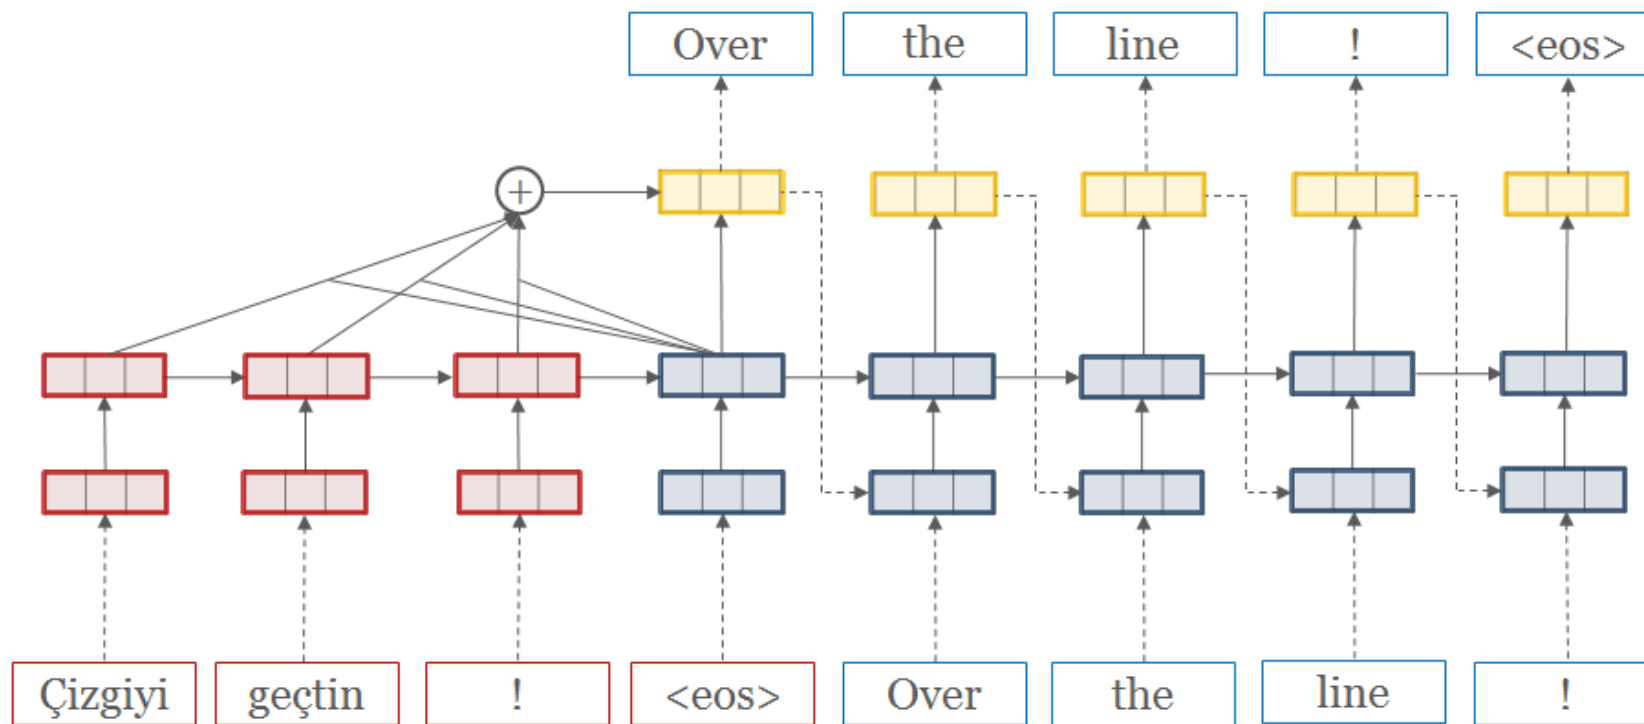 Over the line ! <eos>
+
Çizgiyi geçtin ! <eos> Over the line !